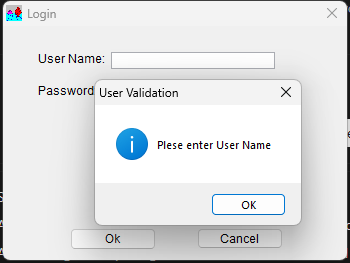 Login
User Name:
Password
User Validation
Plese enter User Name
OK
Ok
Cancel